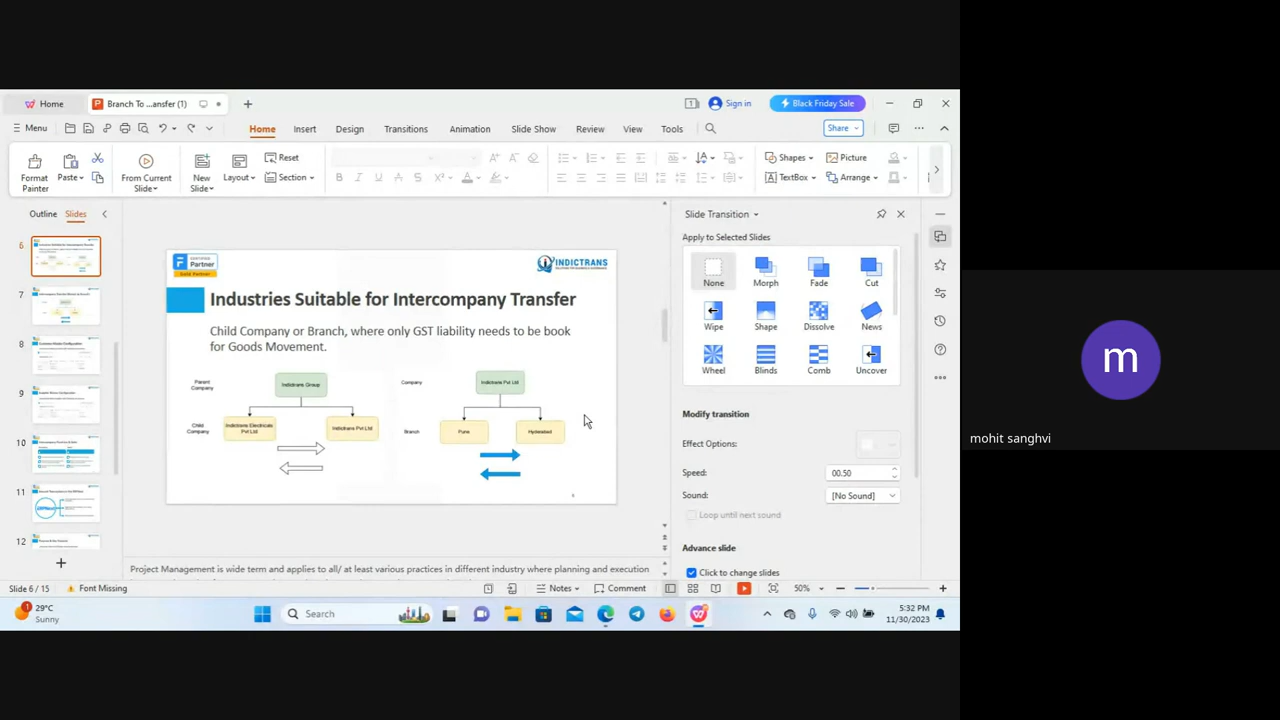 Home
Branch To ...ansfer (1)
Sign in
Black Friday Sale
Menu
Home
Insert
Design
Transitions
Animation
Slide Show
Review
View
Tools
Share
Format
Painter
Paste
From Current
Slide
New
Slide
Layout
Reset
Section
Shapes
Picture
TextBox
Arrange
Outline
Slides
6
7
8
9
10
11
12
Partner
Gold Partner
INDICTRANS
Industries Suitable for Intercompany Transfer
Child Company or Branch, where only GST liability needs to be book
for Goods Movement.
Parent
Company
Indictrans Group
Child
Company
Indictrans Electricals
Pvt Ltd
Indictrans Pvt Ltd
Company
Indictrans Pvt Ltd
Branch
Pune
Hyderabad
Slide Transition
Apply to Selected Slides
None
Morph
Fade
Cut
Wipe
Shape
Dissolve
News
Wheel
Blinds
Comb
Uncover
Modify transition
Effect Options:
Speed:
00.50
Sound:
[No Sound]
Loop until next sound
Advance slide
Click to change slides
Project Management is wide term and applies to all/ at least various practices in different industry where planning and execution
Slide 6 / 15
Font Missing
Notes
Comment
50%
29°C
Sunny
Search
5:32 PM
11/30/2023
m
mohit sanghvi